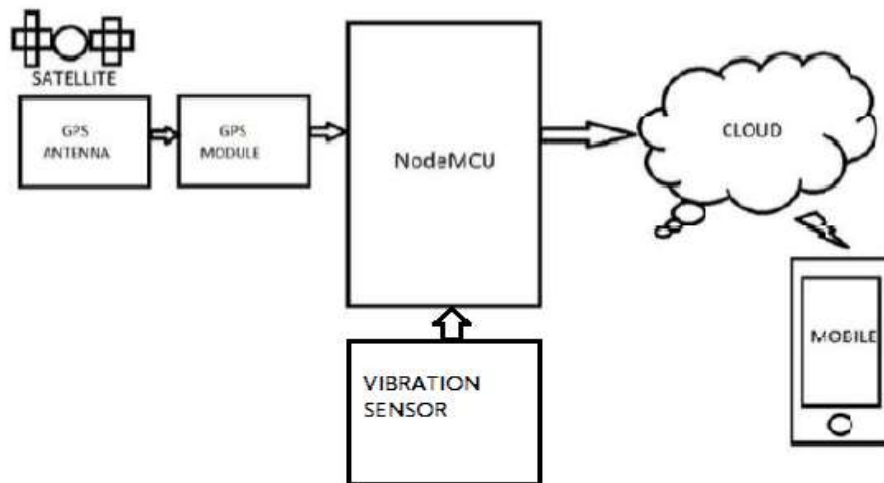 SATELLITE
GPS
ANTENNA
GPS
MODULE
NodeMCU
CLOUD
VIBRATION
SENSOR
MOBILE